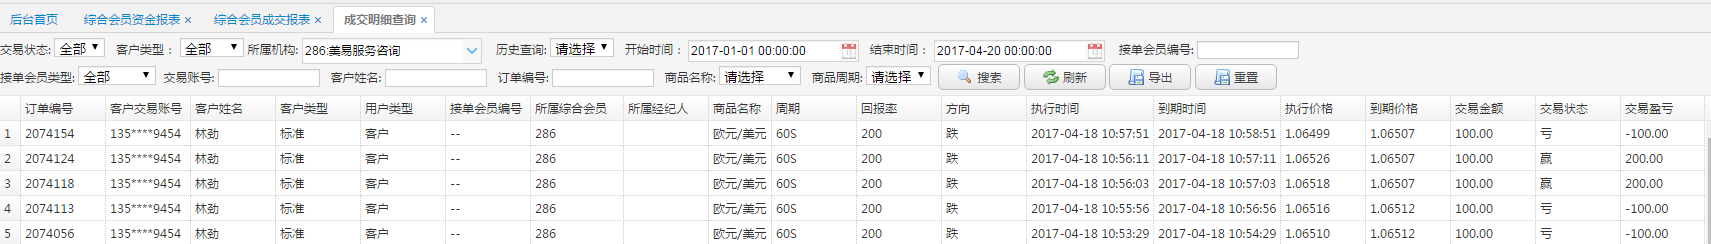 后台首页 综合会员资金报表 × 综合会员成交报表 × 成交明细查询 ×
交易状态: 全部 客户类型： 全部 所属机构: 286:美易服务咨询 历史查询: 请选择 开始时间： 2017-01-01 00:00:00 结束时间： 2017-04-20 00:00:00 接单会员编号:
接单会员类型: 全部 交易账号: 客户姓名: 订单编号: 商品名称: 请选择 商品周期: 请选择 搜索 刷新 导出 重置
订单编号 客户交易账号 客户姓名 客户类型 用户类型 接单会员编号 所属综合会员 所属经纪人 商品名称 周期 回报率 方向 执行时间 到期时间 执行价格 到期价格 交易金额 交易状态 交易盈亏
1 2074154 135****9454 林劲 标准 客户 -- 286 欧元/美元 60S 200 跌 2017-04-18 10:57:51 2017-04-18 10:58:51 1.06499 1.06507 100.00 亏 -100.00
2 2074124 135****9454 林劲 标准 客户 -- 286 欧元/美元 60S 200 跌 2017-04-18 10:56:11 2017-04-18 10:57:11 1.06526 1.06507 100.00 赢 200.00
3 2074118 135****9454 林劲 标准 客户 -- 286 欧元/美元 60S 200 跌 2017-04-18 10:56:03 2017-04-18 10:57:03 1.06518 1.06507 100.00 赢 200.00
4 2074113 135****9454 林劲 标准 客户 -- 286 欧元/美元 60S 200 跌 2017-04-18 10:55:56 2017-04-18 10:56:56 1.06516 1.06512 100.00 亏 -100.00
5 2074056 135****9454 林劲 标准 客户 -- 286 欧元/美元 60S 200 跌 2017-04-18 10:53:29 2017-04-18 10:54:29 1.06510 1.06512 100.00 亏 -100.00